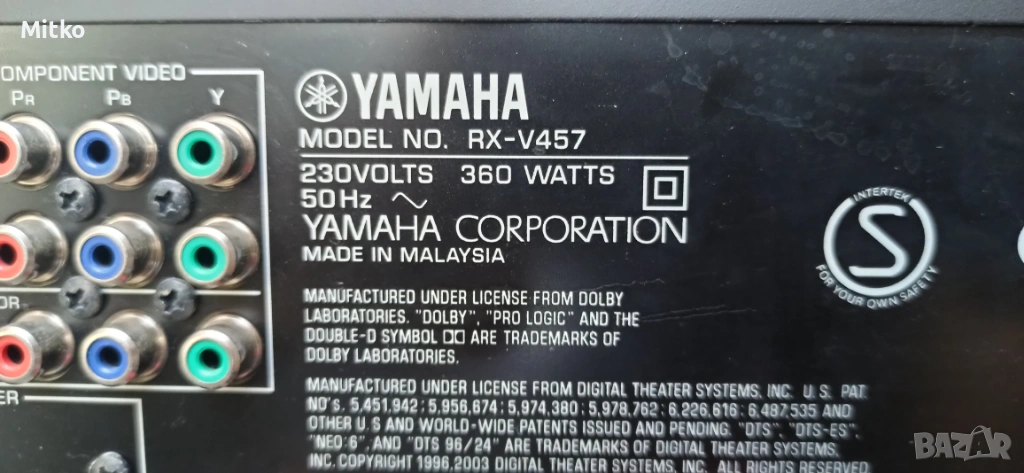 Mitko
COMPONENT VIDEO
PR PB Y
YAMAHA
MODEL NO. RX-V457
230VOLTS 360 WATTS
50Hz ~
YAMAHA CORPORATION
MADE IN MALAYSIA
INTERTEK
S
FOR YOUR OWN SAFETY
MANUFACTURED UNDER LICENSE FROM DOLBY
LABORATORIES. "DOLBY", "PRO LOGIC" AND THE
DOUBLE-D SYMBOL ARE TRADEMARKS OF
DOLBY LABORATORIES.
MANUFACTURED UNDER LICENSE FROM DIGITAL THEATER SYSTEMS, INC. U.S. PAT.
NO's. 5,451,942; 5,956,674; 5,974,380; 5,978,762; 6,226,616; 6,487,535 AND
OTHER U.S AND WORLD-WIDE PATENTS ISSUED AND PENDING. "DTS", "DTS-ES",
"NEO:6", AND "DTS 96/24" ARE TRADEMARKS OF DIGITAL THEATER SYSTEMS,
INC. COPYRIGHT 1996,2003 DIGITAL THEATER SYSTEMS, INC. ALL RIGHTS RESERVED
BAZAR